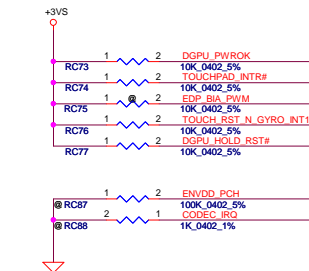 +3VS
1 2 DGPU_PWROK
RC73 10K_0402_5%
1 2 TOUCHPAD_INTR#
RC74 10K_0402_5%
1 @ 2 EDP_BIA_PWM
RC75 10K_0402_5%
1 2 TOUCH_RST_N_GYRO_INT1
RC76 10K_0402_5%
1 2 DGPU_HOLD_RST#
RC77 10K_0402_5%
1 2 ENVDD_PCH
@ RC87 100K_0402_5%
2 1 CODEC_IRQ
@ RC88 1K_0402_1%